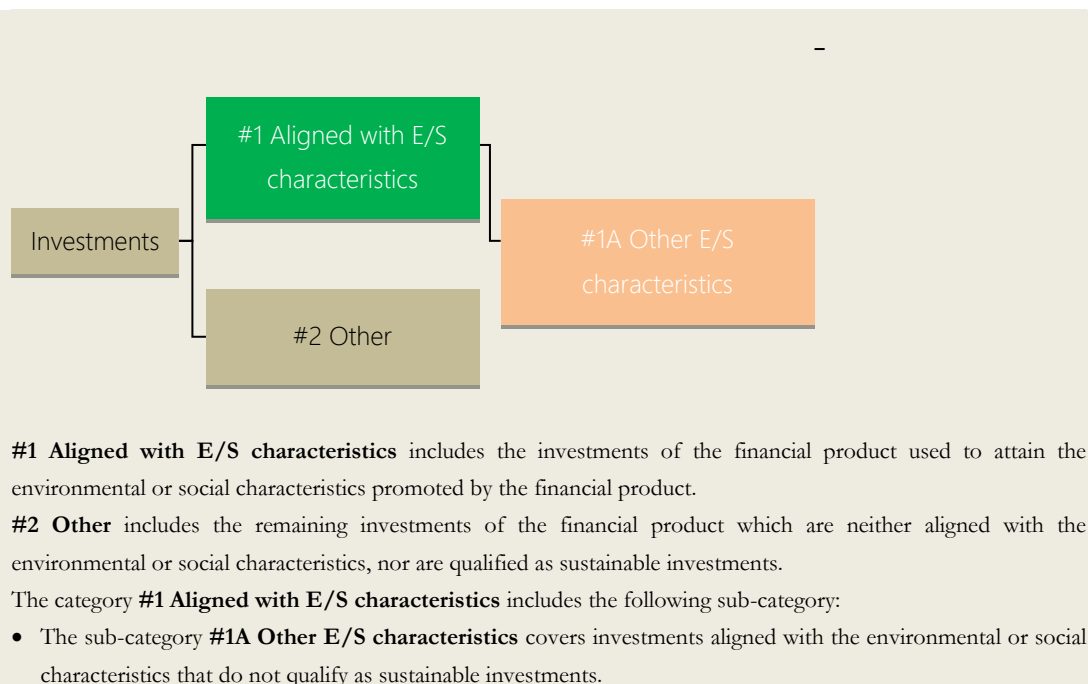 –
#1 Aligned with E/S
characteristics
Investments
#1A Other E/S
characteristics
#2 Other
#1 Aligned with E/S characteristics includes the investments of the financial product used to attain the
environmental or social characteristics promoted by the financial product.
#2 Other includes the remaining investments of the financial product which are neither aligned with the
environmental or social characteristics, nor are qualified as sustainable investments.
The category #1 Aligned with E/S characteristics includes the following sub-category:
• The sub-category #1A Other E/S characteristics covers investments aligned with the environmental or social
characteristics that do not qualify as sustainable investments.